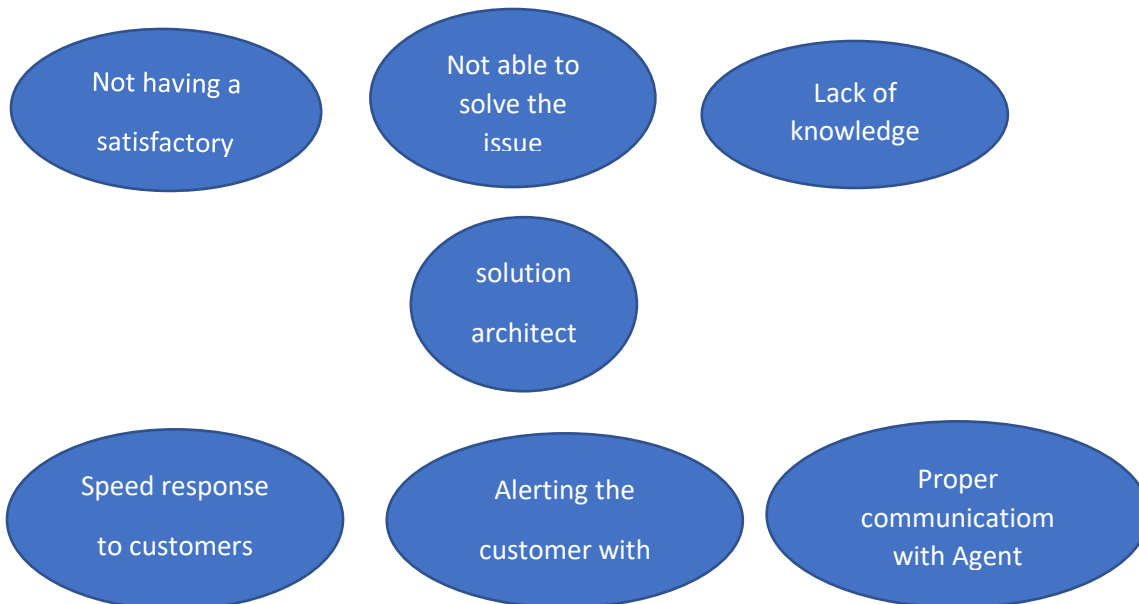 Not having a
satisfactory
Not able to
solve the
issue
Lack of
knowledge
solution
architect
Speed response
to customers
Alerting the
customer with
Proper
communicatiom
with Agent